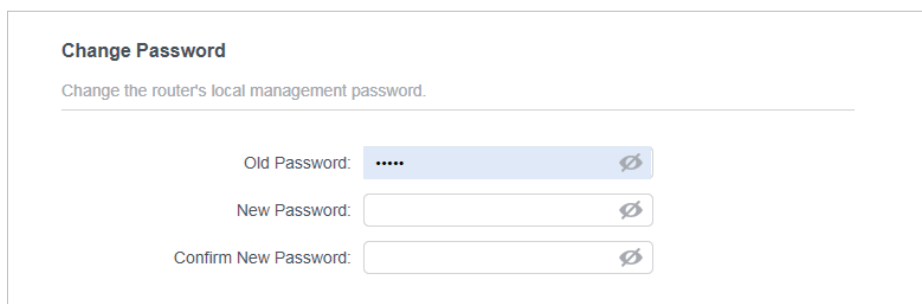 Change Password
Change the router's local management password.
Old Password: •••••
New Password:
Confirm New Password: